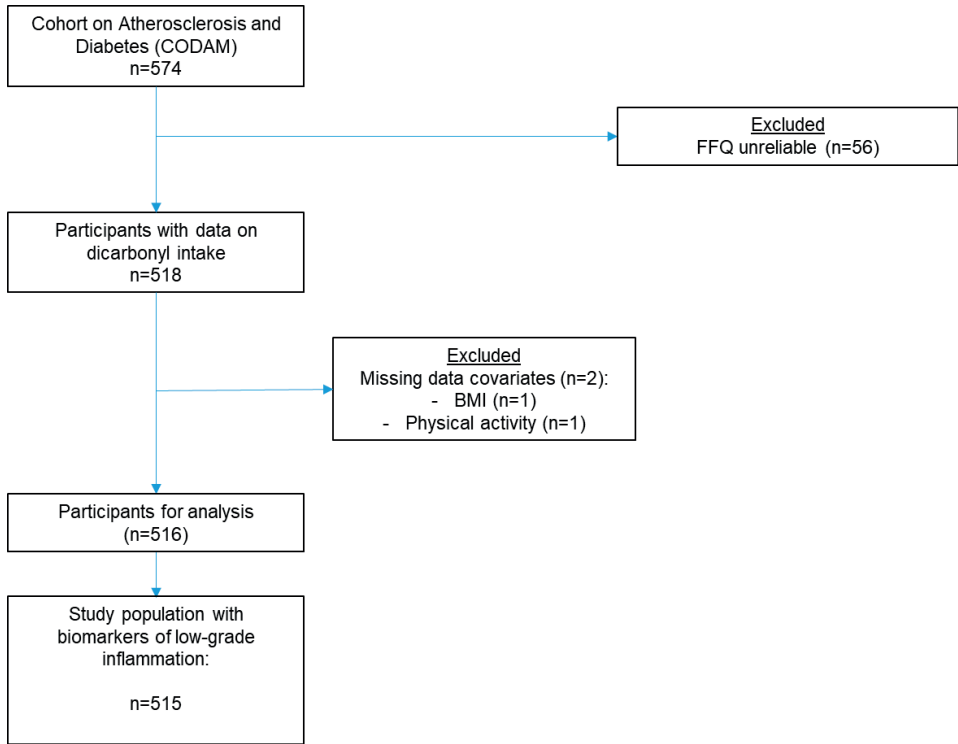 Cohort on Atherosclerosis and
Diabetes (CODAM)
n=574
Excluded
FFQ unreliable (n=56)
Participants with data on
dicarbonyl intake
n=518
Excluded
Missing data covariates (n=2):
- BMI (n=1)
- Physical activity (n=1)
Participants for analysis
(n=516)
Study population with
biomarkers of low-grade
inflammation:
n=515